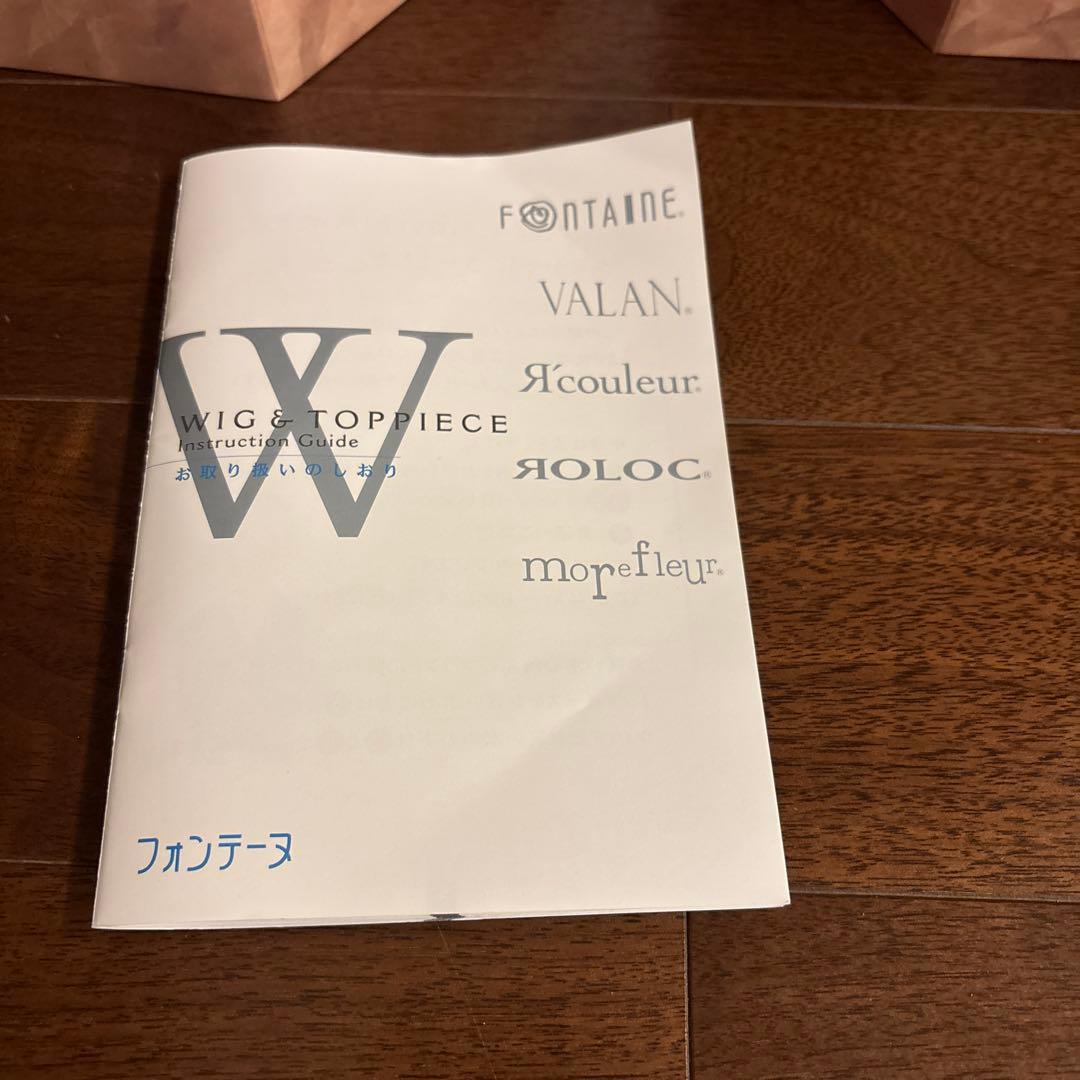 FONTAINE®
VALAN®
Я'couleur®
ЯOLOC®
morefleur®
W
WIG & TOPPIECE
Instruction Guide
お取り扱いのしおり
フォンテーヌ